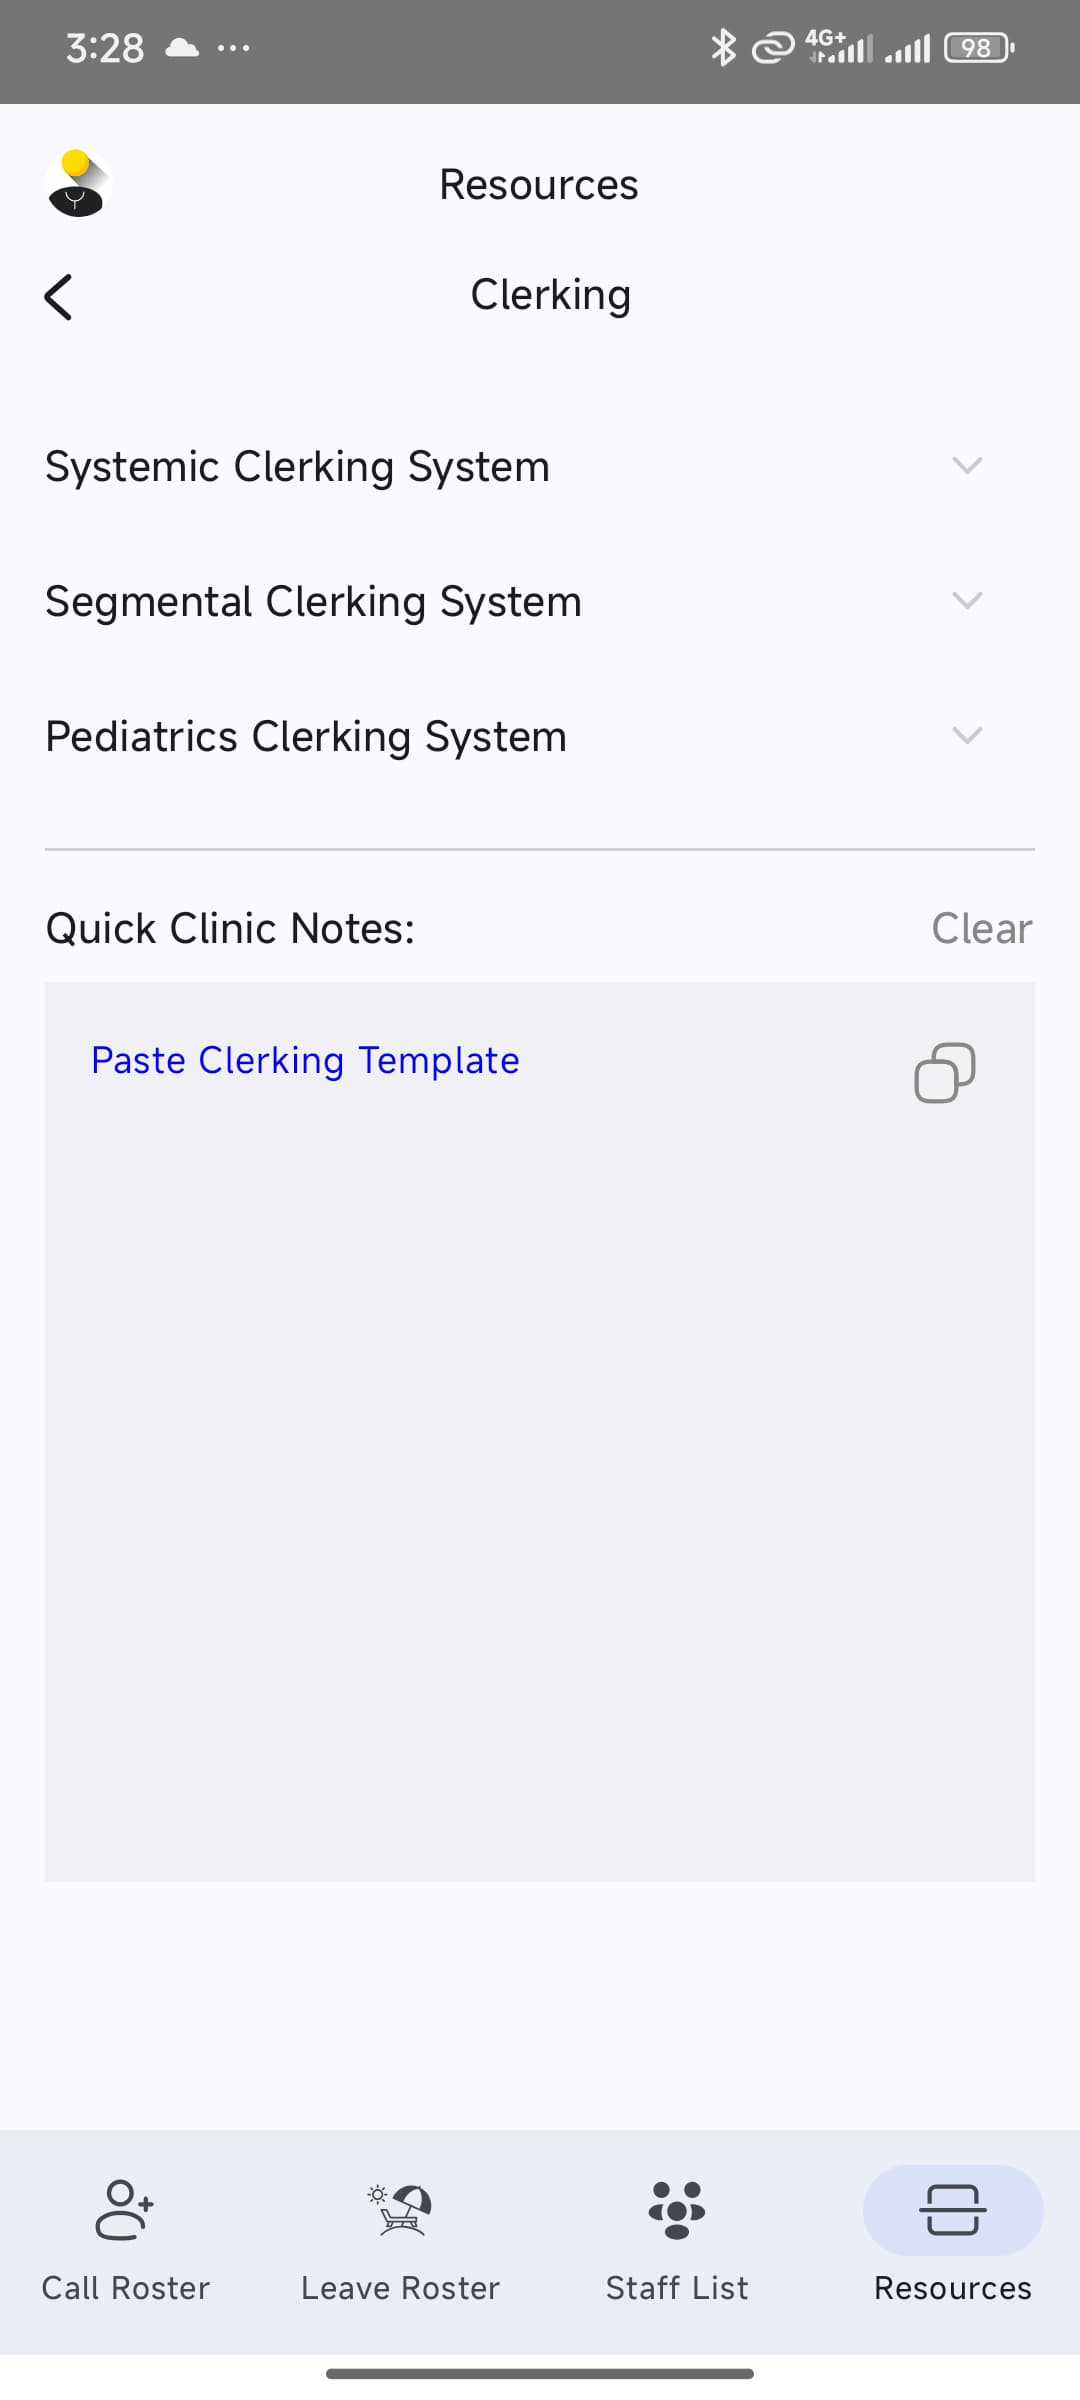 3:28
4G+
98
Resources
Clerking
Systemic Clerking System
Segmental Clerking System
Pediatrics Clerking System
Quick Clinic Notes:
Clear
Paste Clerking Template
Call Roster
Leave Roster
Staff List
Resources